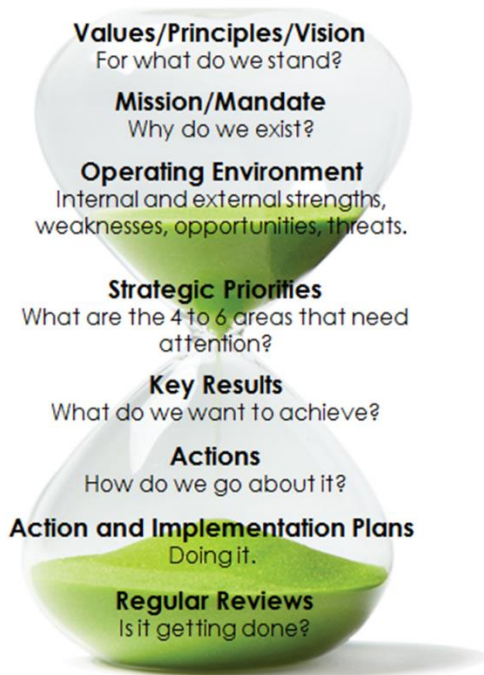 Values/Principles/Vision
For what do we stand?
Mission/Mandate
Why do we exist?
Operating Environment
Internal and external strengths,
weaknesses, opportunities, threats.
Strategic Priorities
What are the 4 to 6 areas that need
attention?
Key Results
What do we want to achieve?
Actions
How do we go about it?
Action and Implementation Plans
Doing it.
Regular Reviews
Is it getting done?